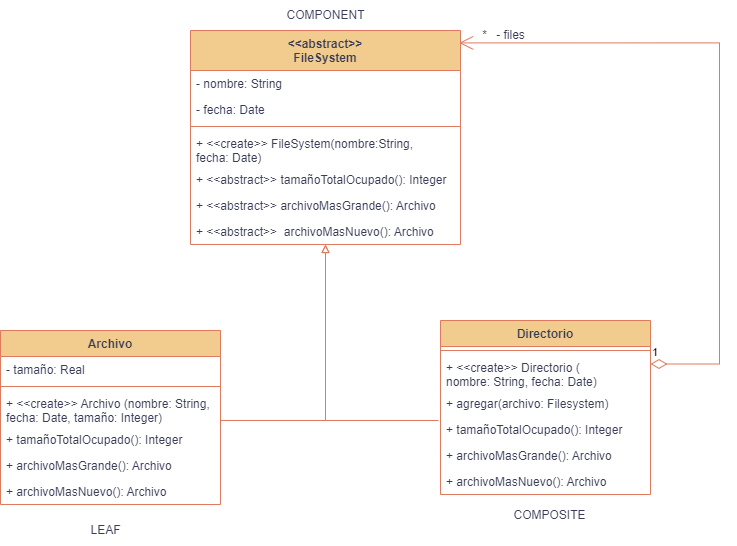 COMPONENT
<<abstract>>
FileSystem
* - files
- nombre: String
- fecha: Date
+ <<create>> FileSystem(nombre:String,
fecha: Date)
+ <<abstract>> tamañoTotalOcupado(): Integer
+ <<abstract>> archivoMasGrande(): Archivo
+ <<abstract>> archivoMasNuevo(): Archivo
Archivo
- tamaño: Real
+ <<create>> Archivo (nombre: String,
fecha: Date, tamaño: Integer)
+ tamañoTotalOcupado(): Integer
+ archivoMasGrande(): Archivo
+ archivoMasNuevo(): Archivo
LEAF
Directorio
1
+ <<create>> Directorio (
nombre: String, fecha: Date)
+ agregar(archivo: Filesystem)
+ tamañoTotalOcupado(): Integer
+ archivoMasGrande(): Archivo
+ archivoMasNuevo(): Archivo
COMPOSITE